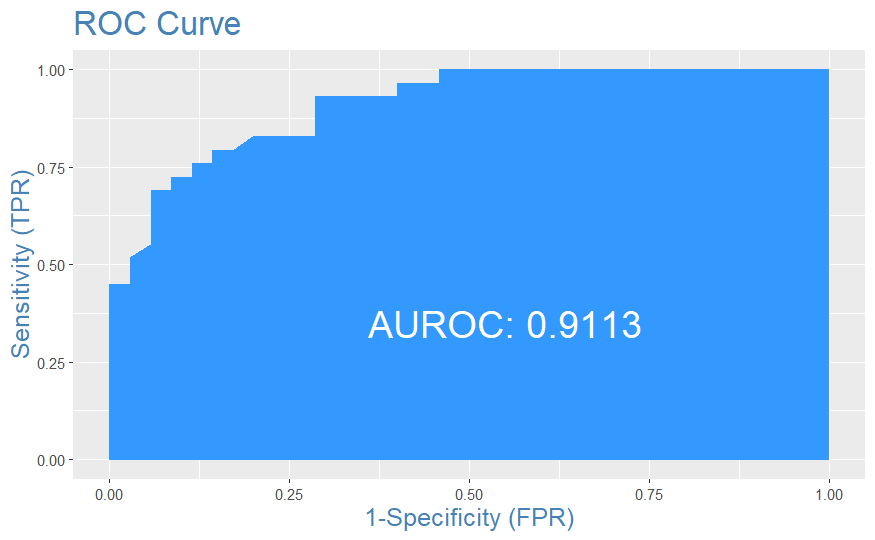 ROC Curve
1.00
0.75
0.50
0.25
0.00
Sensitivity (TPR)
AUROC: 0.9113
0.00 0.25 0.50 0.75 1.00
1-Specificity (FPR)